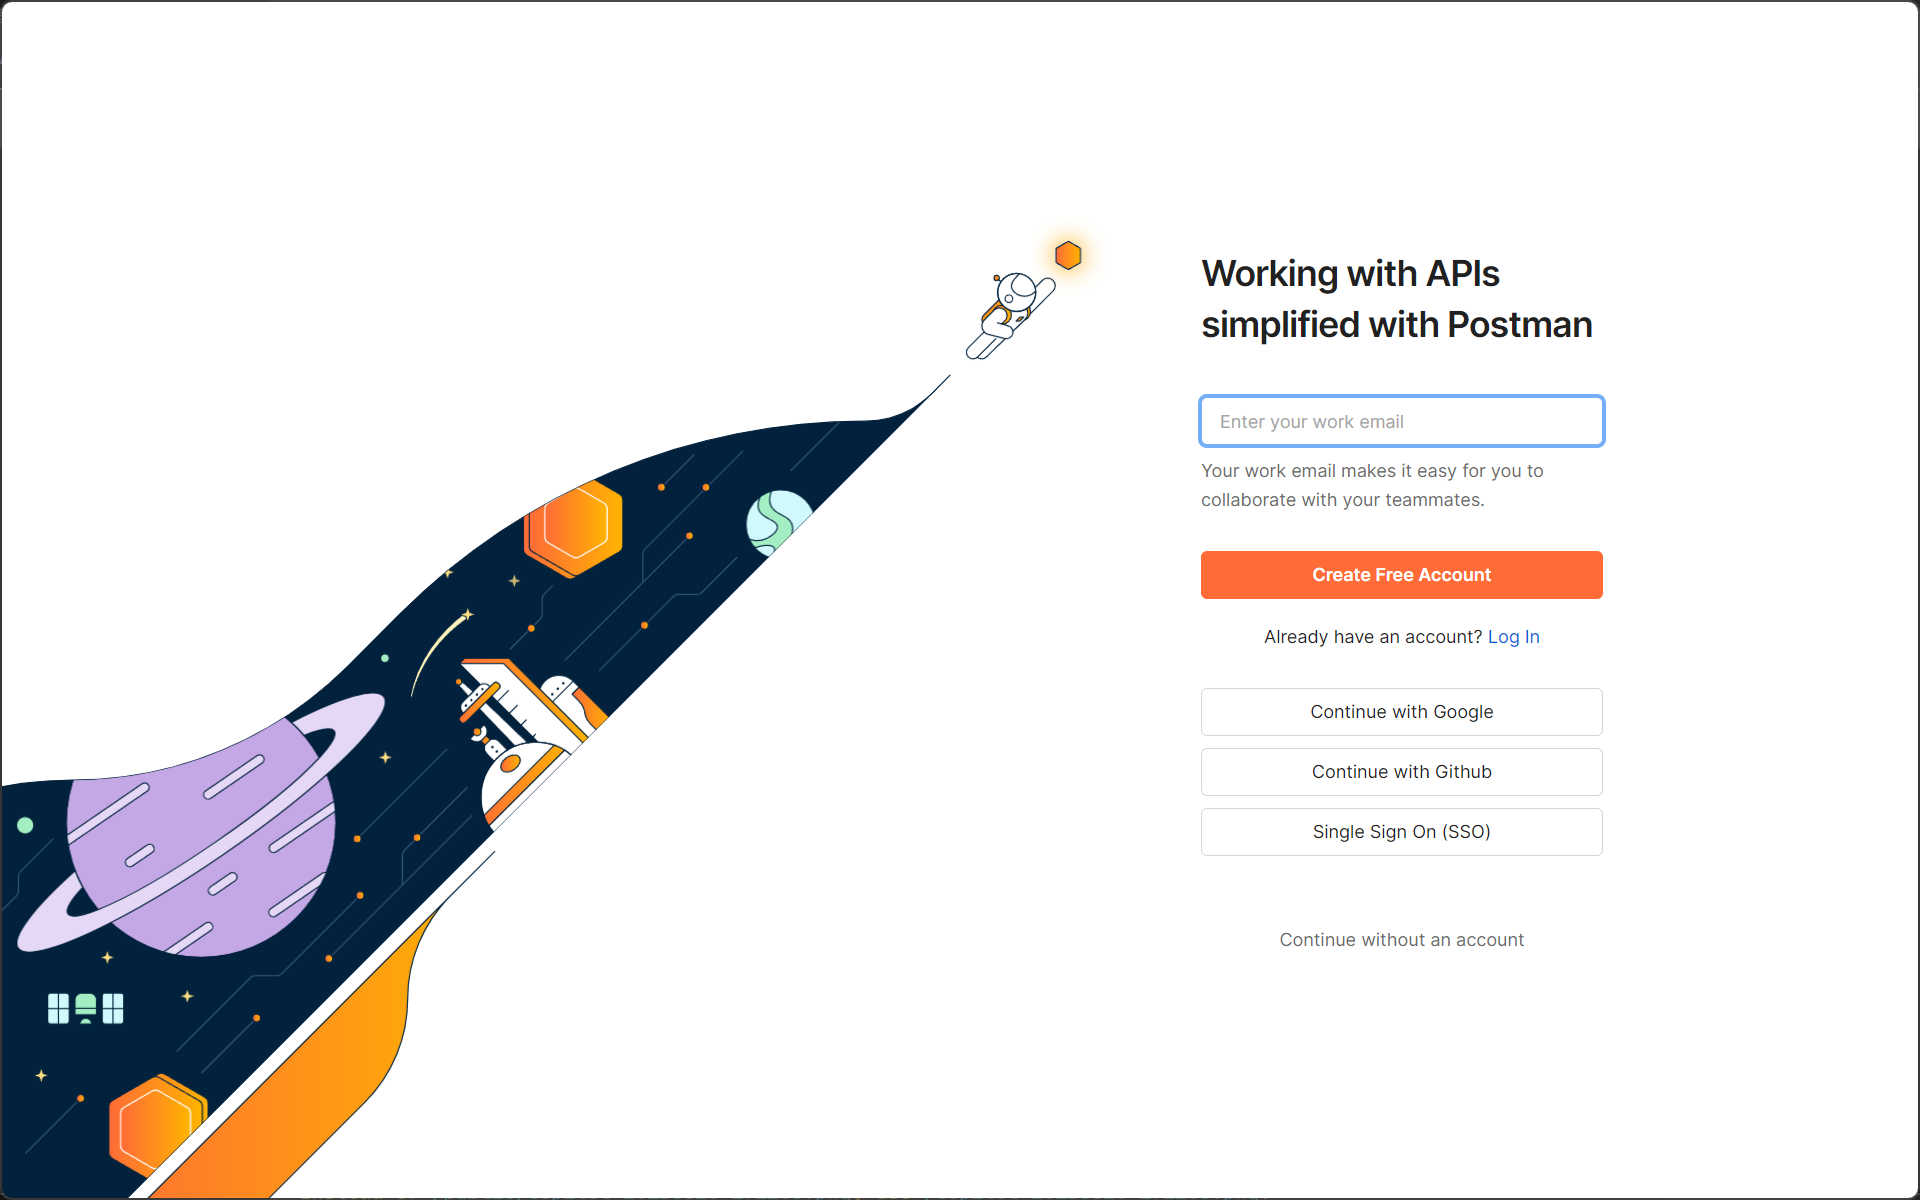 Working with APIs
simplified with Postman
Enter your work email
Your work email makes it easy for you to
collaborate with your teammates.
Create Free Account
Already have an account? Log In
Continue with Google
Continue with Github
Single Sign On (SSO)
Continue without an account